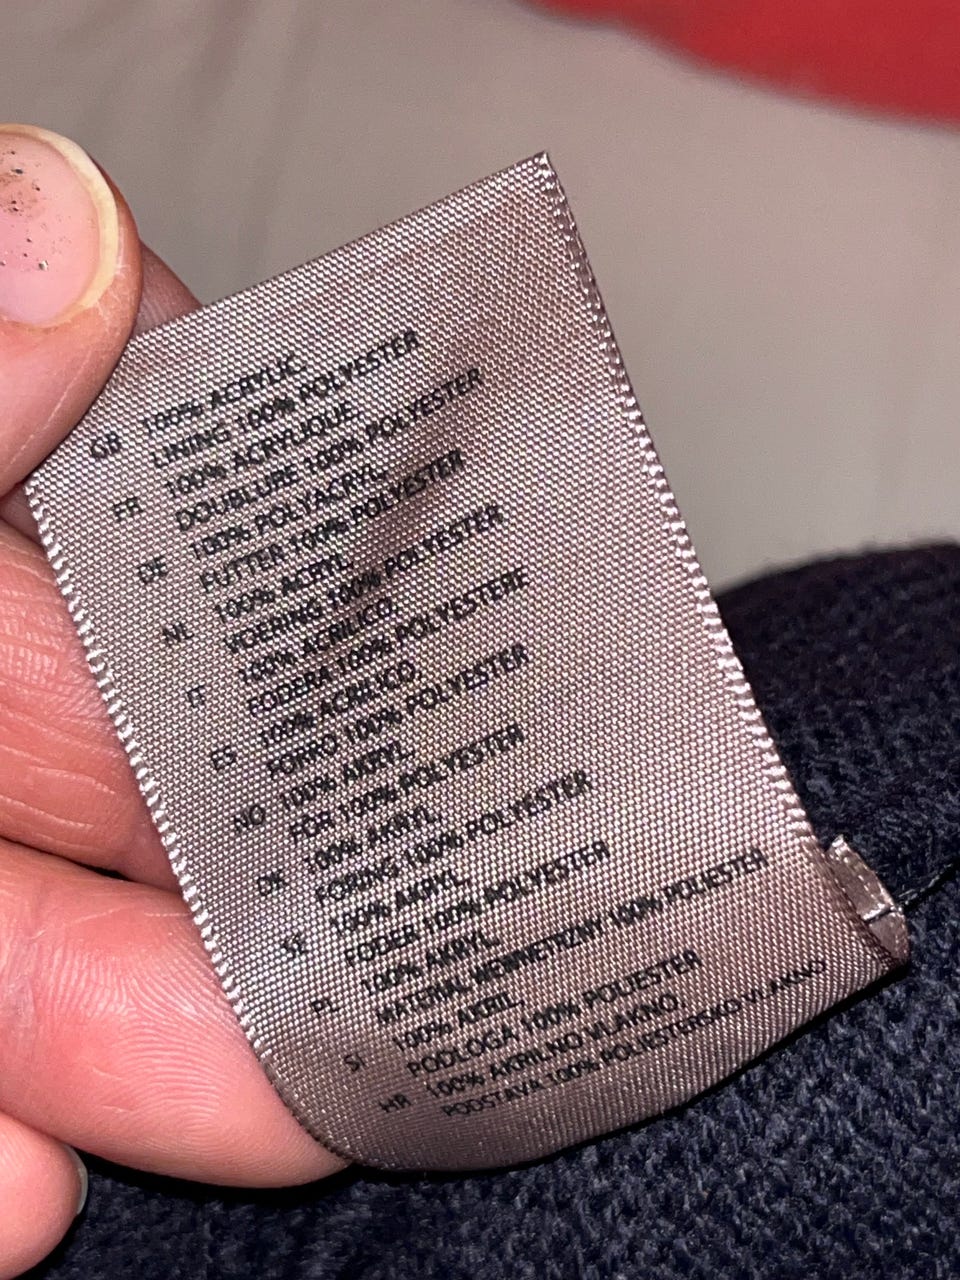 GB 100% ACRYLIC,
LINING 100% POLYESTER
FR 100% ACRYLIQUE,
DOUBLURE 100% POLYESTER
DE 100% POLYACRYL,
FUTTER 100% POLYESTER
NL 100% ACRYL,
VOERING 100% POLYESTER
IT 100% ACRILICO,
FODERA 100% POLYESTERE
ES 100% ACRILICO,
FORRO 100% POLYESTER
NO 100% AKRYL,
FÔR 100% POLYESTER
DK 100% AKRYL,
FORING 100% POLYESTER
SE 100% AKRYL,
FODER 100% POLYESTER
PL 100% AKRYL,
MATERIAŁ WEWNĘTRZNY 100% POLIESTER
SI 100% AKRIL,
PODLOGA 100% POLIESTER
HR 100% AKRILNO VLAKNO,
PODSTAVA 100% POLIESTERSKO VLAKNO